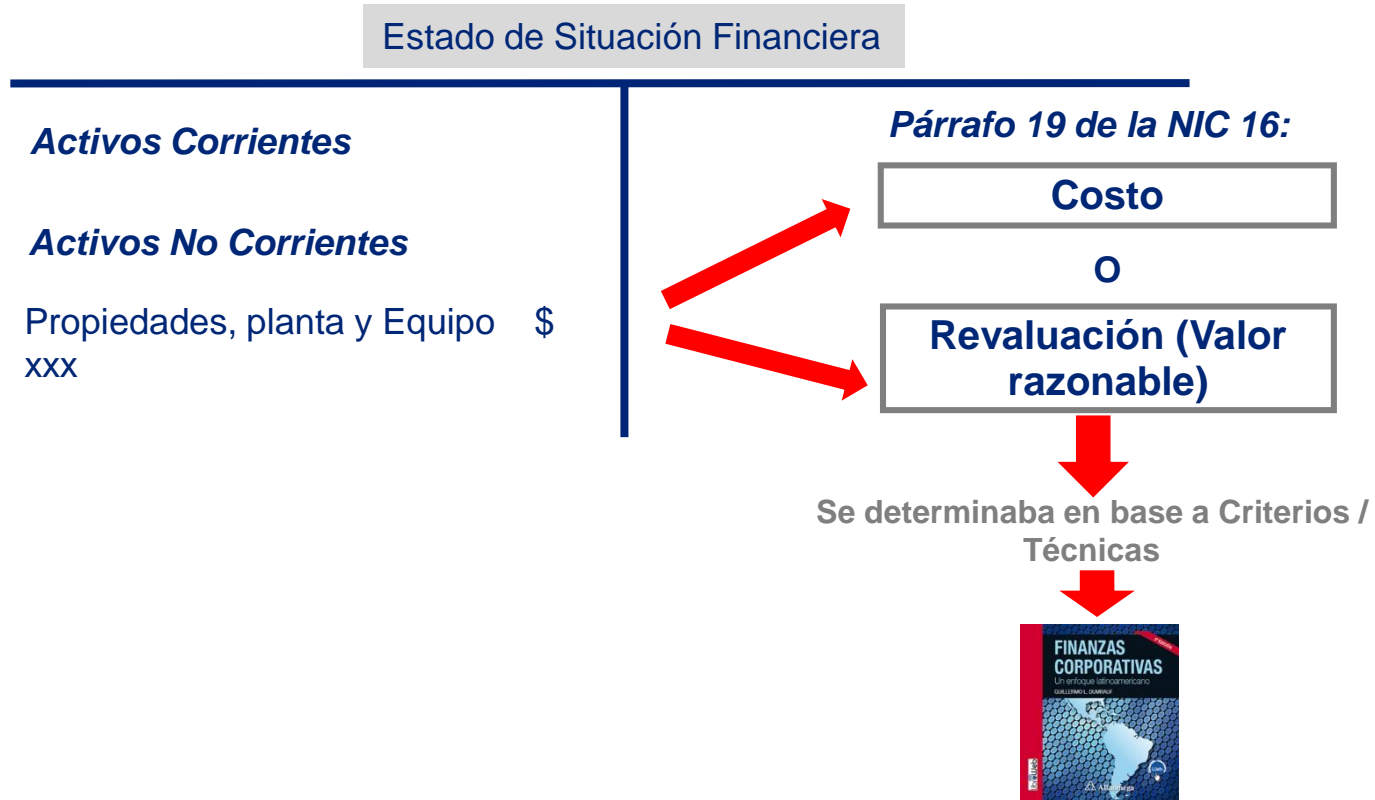 Estado de Situación Financiera
Activos Corrientes
Activos No Corrientes
Propiedades, planta y Equipo $
xxx
Párrafo 19 de la NIC 16:
Costo
O
Revaluación (Valor
razonable)
Se determinaba en base a Criterios /
Técnicas
FINANZAS
CORPORATIVAS
Un enfoque latinoamericano
GUILLERMO L. DUMRAUF
Alfaomega